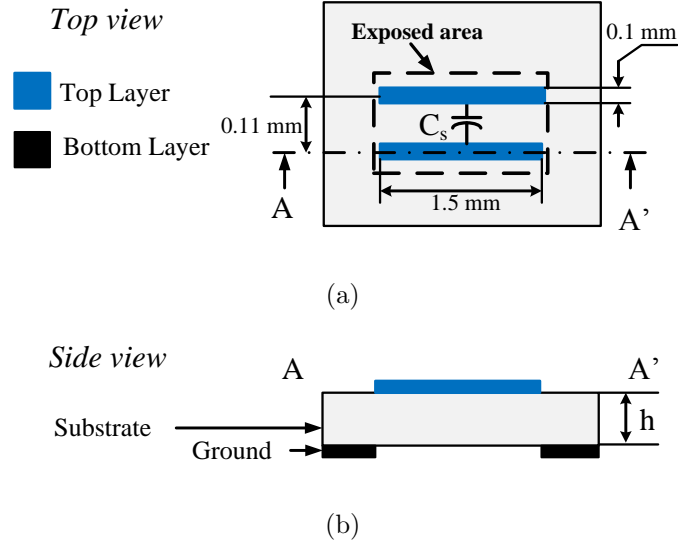 Top view
Exposed area
0.1 mm
Top Layer
0.11 mm
Cs
Bottom Layer
A
1.5 mm
A'
(a)
Side view
A
A'
Substrate
h
Ground
(b)